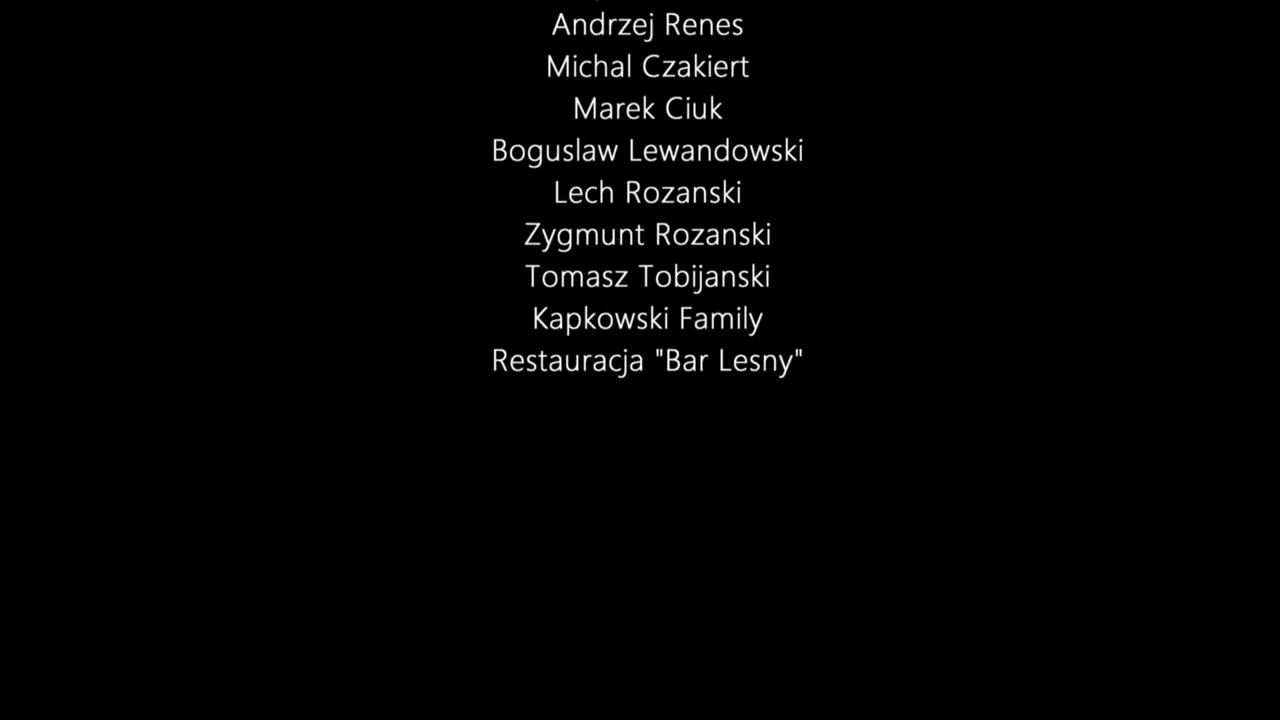 Andrzej Renes
Michal Czakiert
Marek Ciuk
Boguslaw Lewandowski
Lech Rozanski
Zygmunt Rozanski
Tomasz Tobijanski
Kapkowski Family
Restauracja "Bar Lesny"